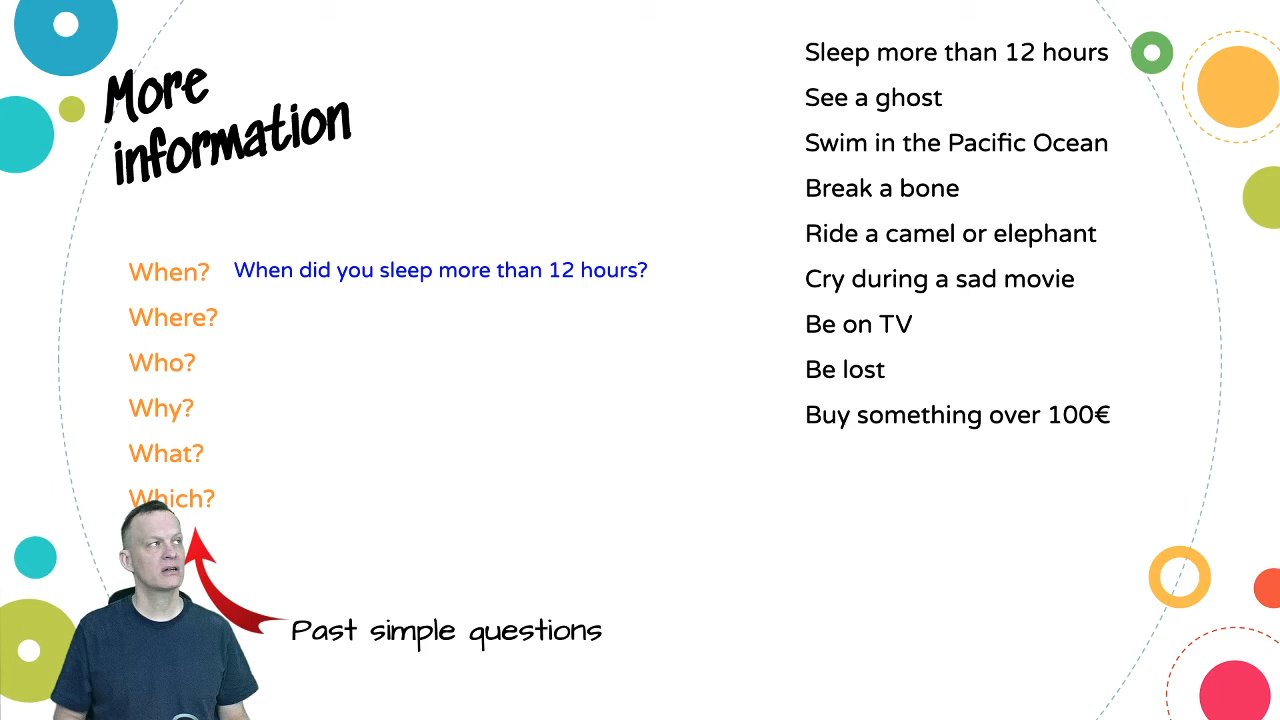 More
information
When? When did you sleep more than 12 hours?
Where?
Who?
Why?
What?
Which?
Past simple questions
Sleep more than 12 hours
See a ghost
Swim in the Pacific Ocean
Break a bone
Ride a camel or elephant
Cry during a sad movie
Be on TV
Be lost
Buy something over 100€